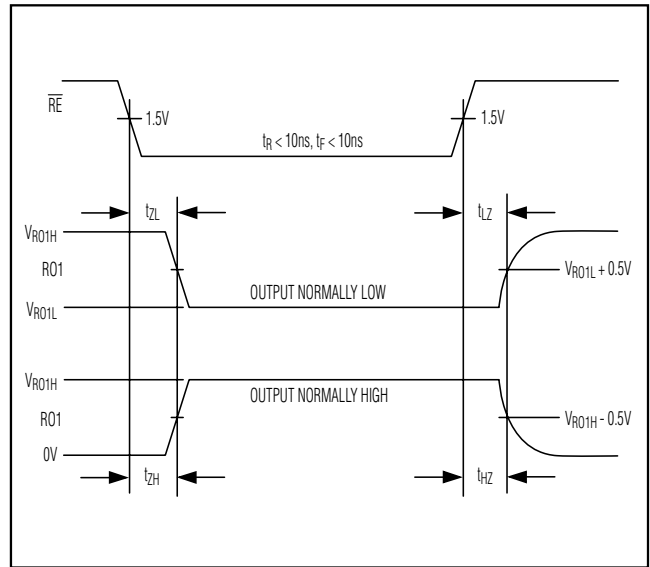 R̅E̅
1.5V
1.5V
tR < 10ns, tF < 10ns
tZL
tLZ
VRO1H
RO1
VRO1L + 0.5V
OUTPUT NORMALLY LOW
VRO1L
VRO1H
OUTPUT NORMALLY HIGH
RO1
VRO1H - 0.5V
0V
tZH
tHZ